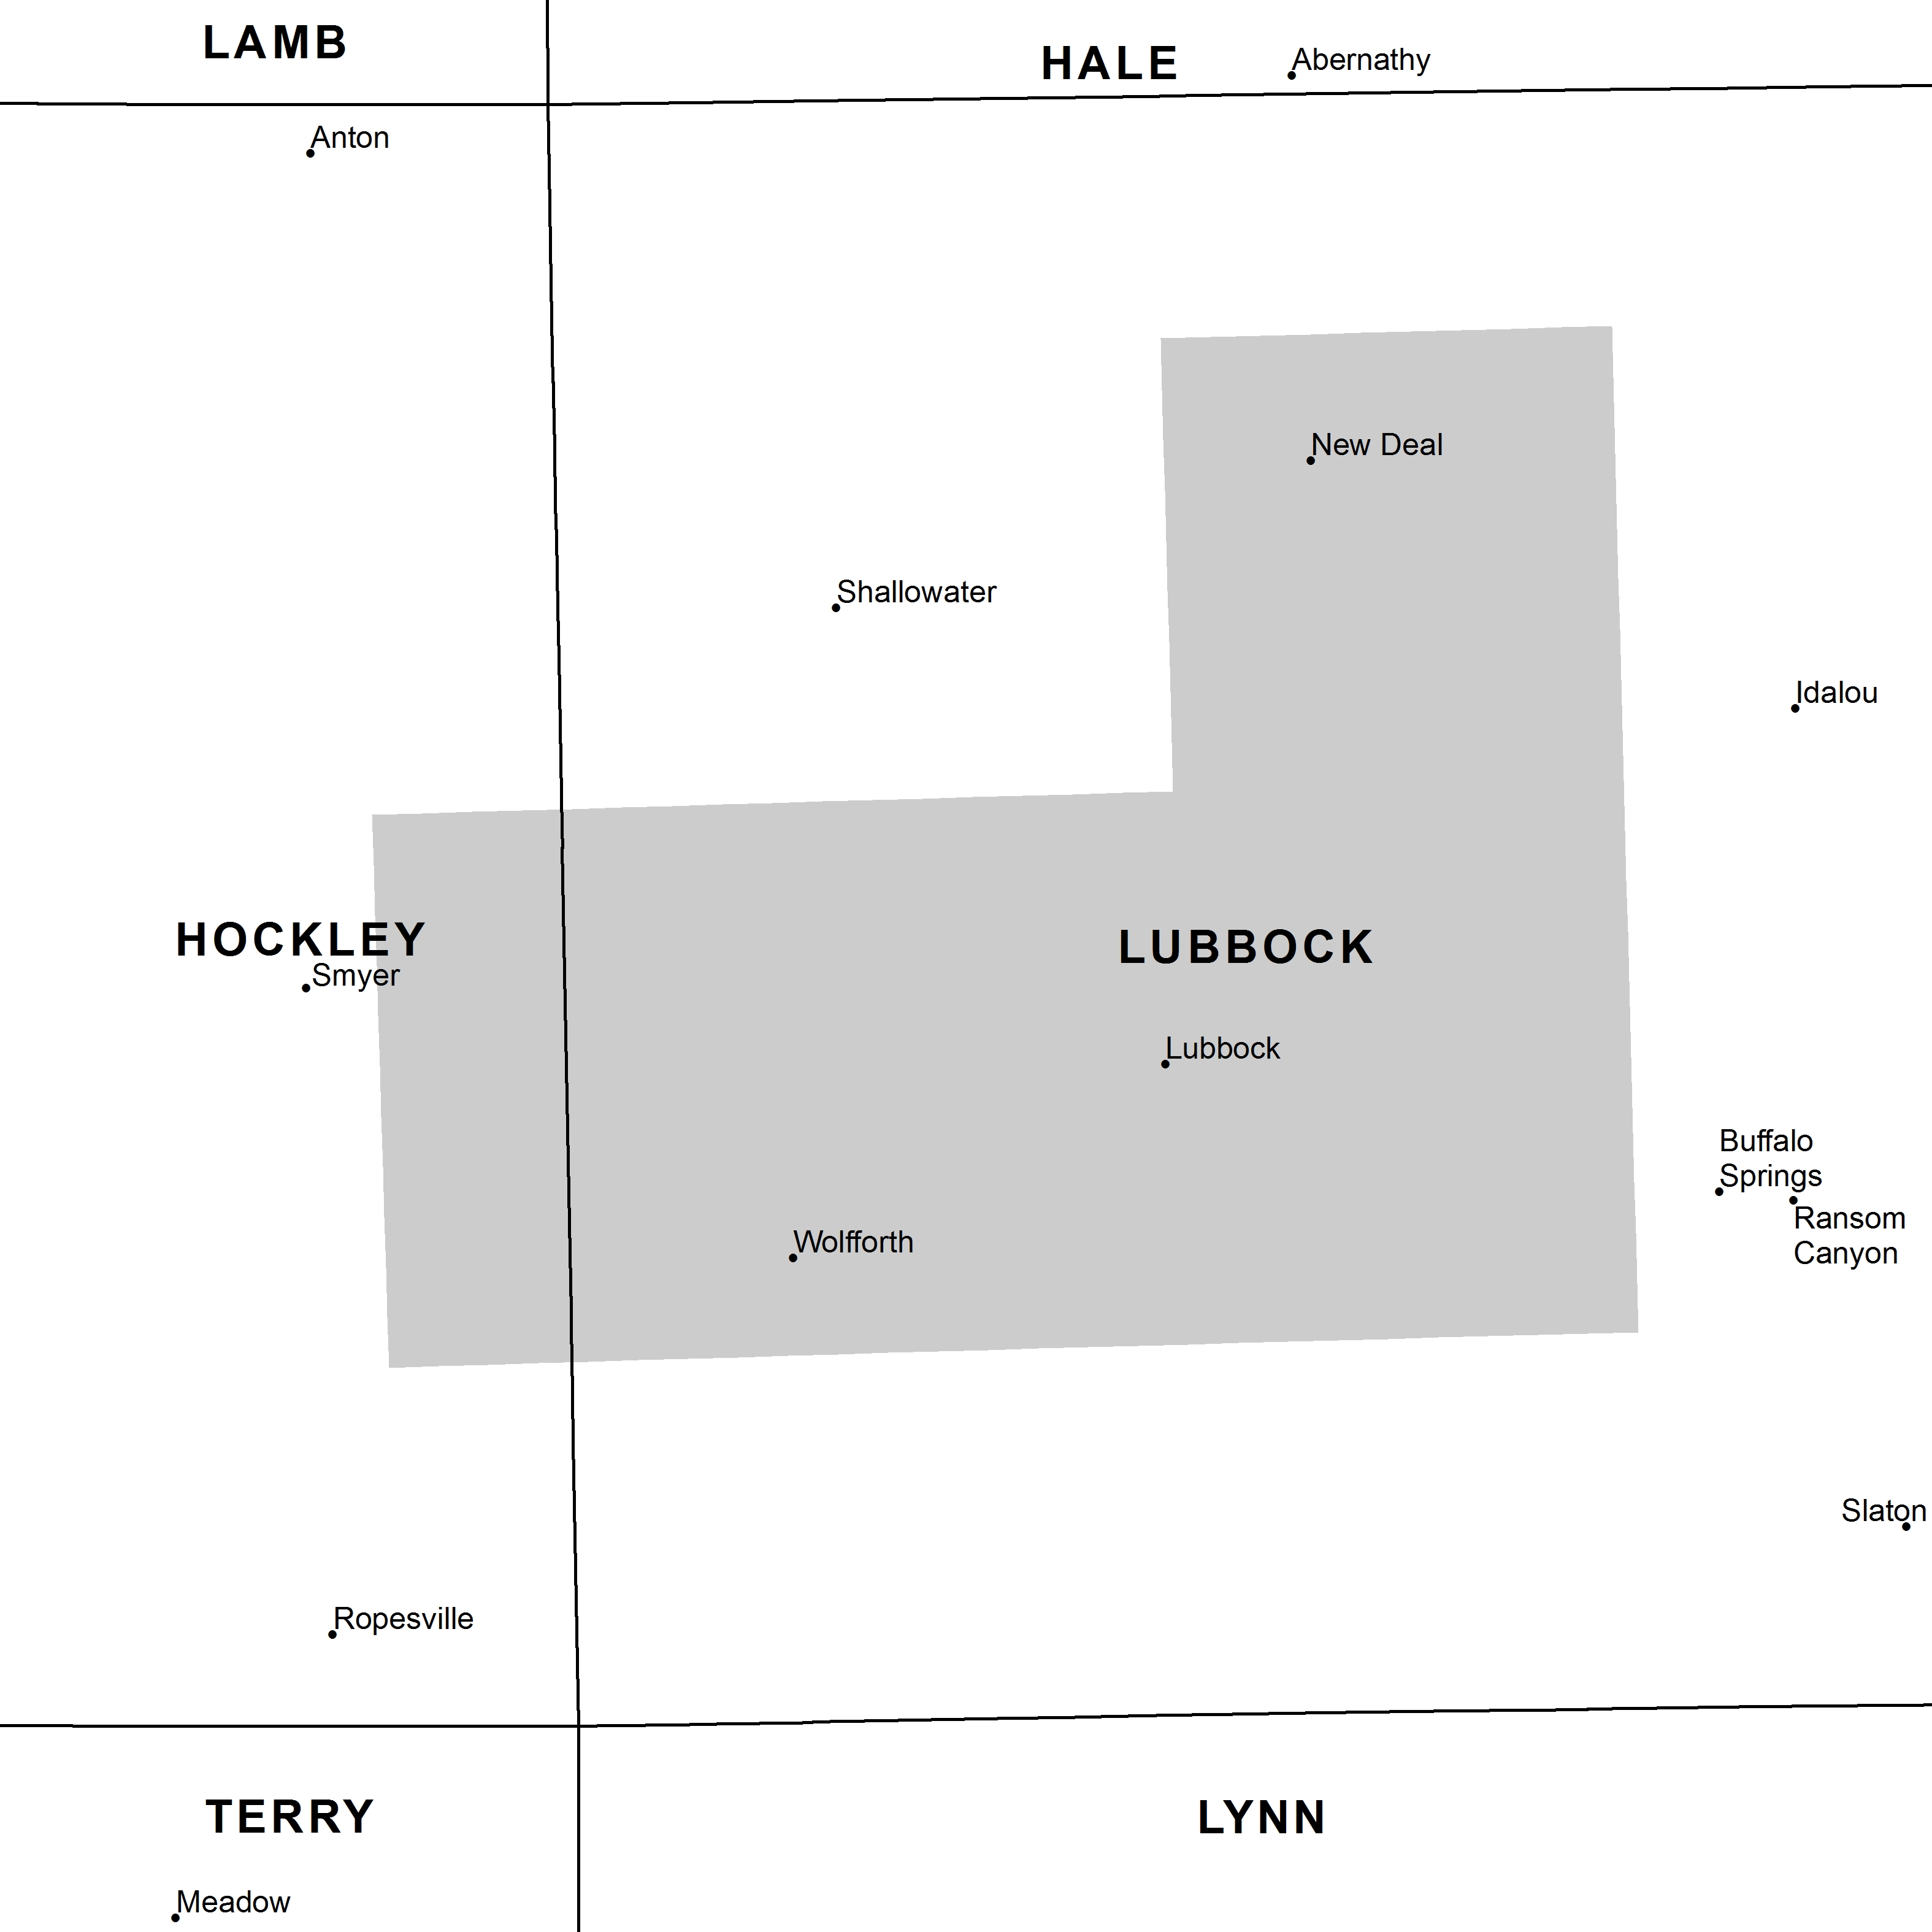 LAMB
HALE
Abernathy
Anton
New Deal
Shallowater
Idalou
HOCKLEY
LUBBOCK
Smyer
Lubbock
Buffalo
Springs
Ransom
Canyon
Wolfforth
Slaton
Ropesville
TERRY
LYNN
Meadow